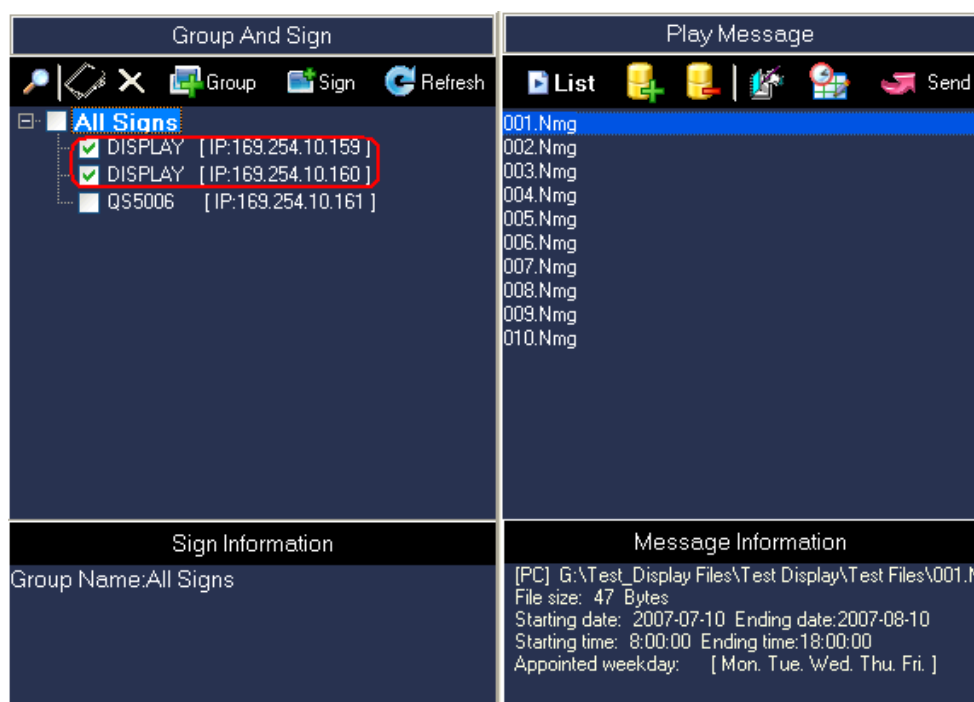 Group And Sign
Group Sign Refresh
All Signs
DISPLAY [ IP:169.254.10.159 ]
DISPLAY [ IP:169.254.10.160 ]
QS5006 [ IP:169.254.10.161 ]
Sign Information
Group Name:All Signs
Play Message
List Send
001.Nmg
002.Nmg
003.Nmg
004.Nmg
005.Nmg
006.Nmg
007.Nmg
008.Nmg
009.Nmg
010.Nmg
Message Information
[PC] G:\Test_Display Files\Test Display\Test Files\001.N
File size: 47 Bytes
Starting date: 2007-07-10 Ending date:2007-08-10
Starting time: 8:00:00 Ending time:18:00:00
Appointed weekday: [ Mon. Tue. Wed. Thu. Fri. ]